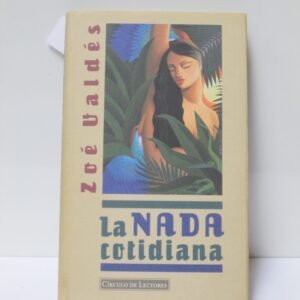 Zoé Valdés
La NADA
cotidiana
CÍRCULO DE LECTORES